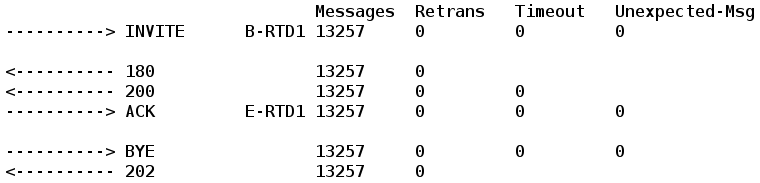 Messages  Retrans   Timeout   Unexpected-Msg
----------> INVITE      B-RTD1 13257     0         0         0
<---------- 180                13257     0
<---------- 200                13257     0         0
----------> ACK         E-RTD1 13257     0         0         0
----------> BYE                13257     0         0         0
<---------- 202                13257     0